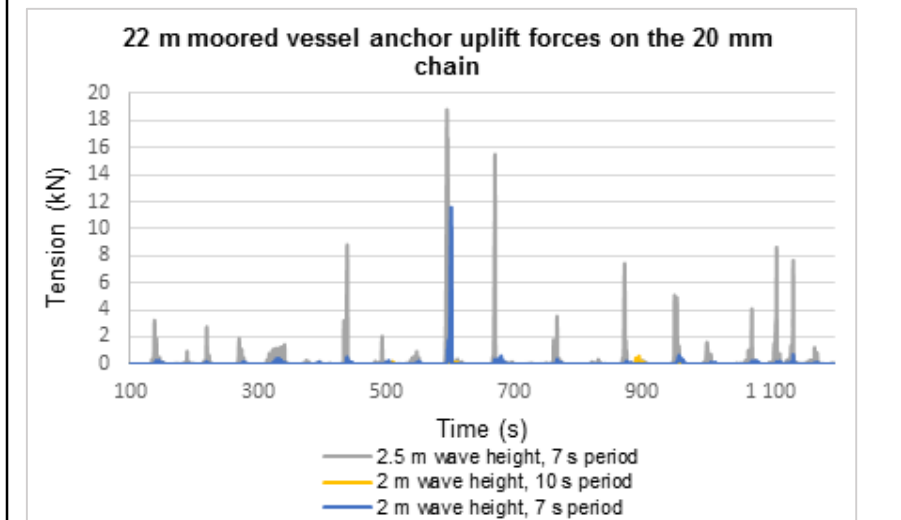 22 m moored vessel anchor uplift forces on the 20 mm
chain
20
18
16
14
12
10
8
6
4
2
0
Tension (kN)
100 300 500 700 900 1 100
Time (s)
2.5 m wave height, 7 s period
2 m wave height, 10 s period
2 m wave height, 7 s period